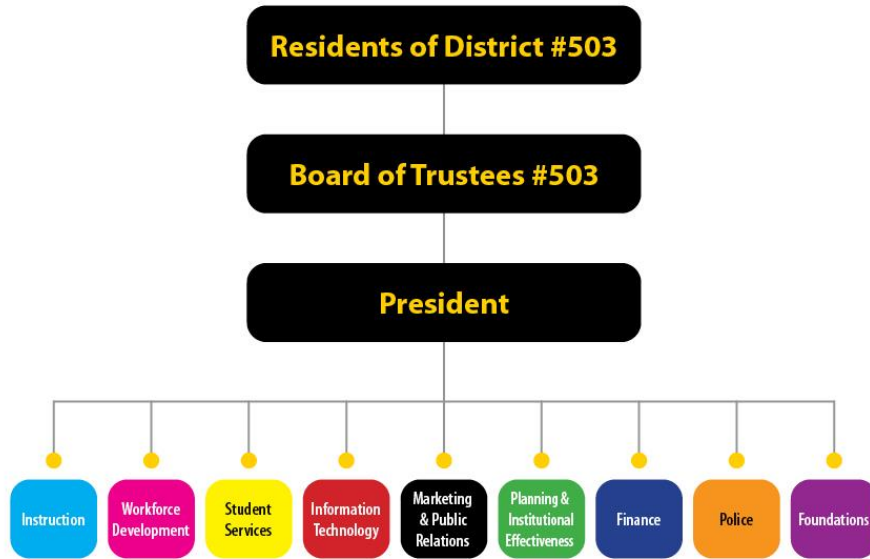 Residents of District #503
Board of Trustees #503
President
Instruction
Workforce
Development
Student
Services
Information
Technology
Marketing
& Public
Relations
Planning &
Institutional
Effectiveness
Finance
Police
Foundations